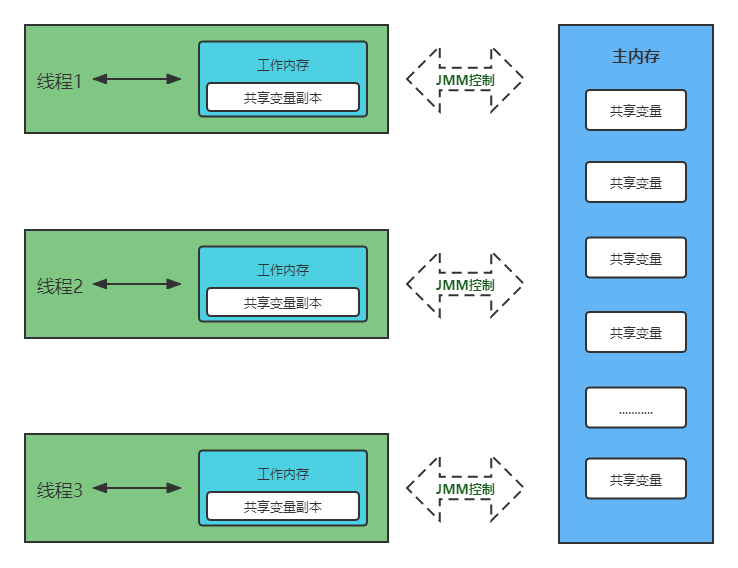 线程1
工作内存
共享变量副本
JMM控制
线程2
工作内存
共享变量副本
JMM控制
线程3
工作内存
共享变量副本
JMM控制
主内存
共享变量
共享变量
共享变量
共享变量
...........
共享变量